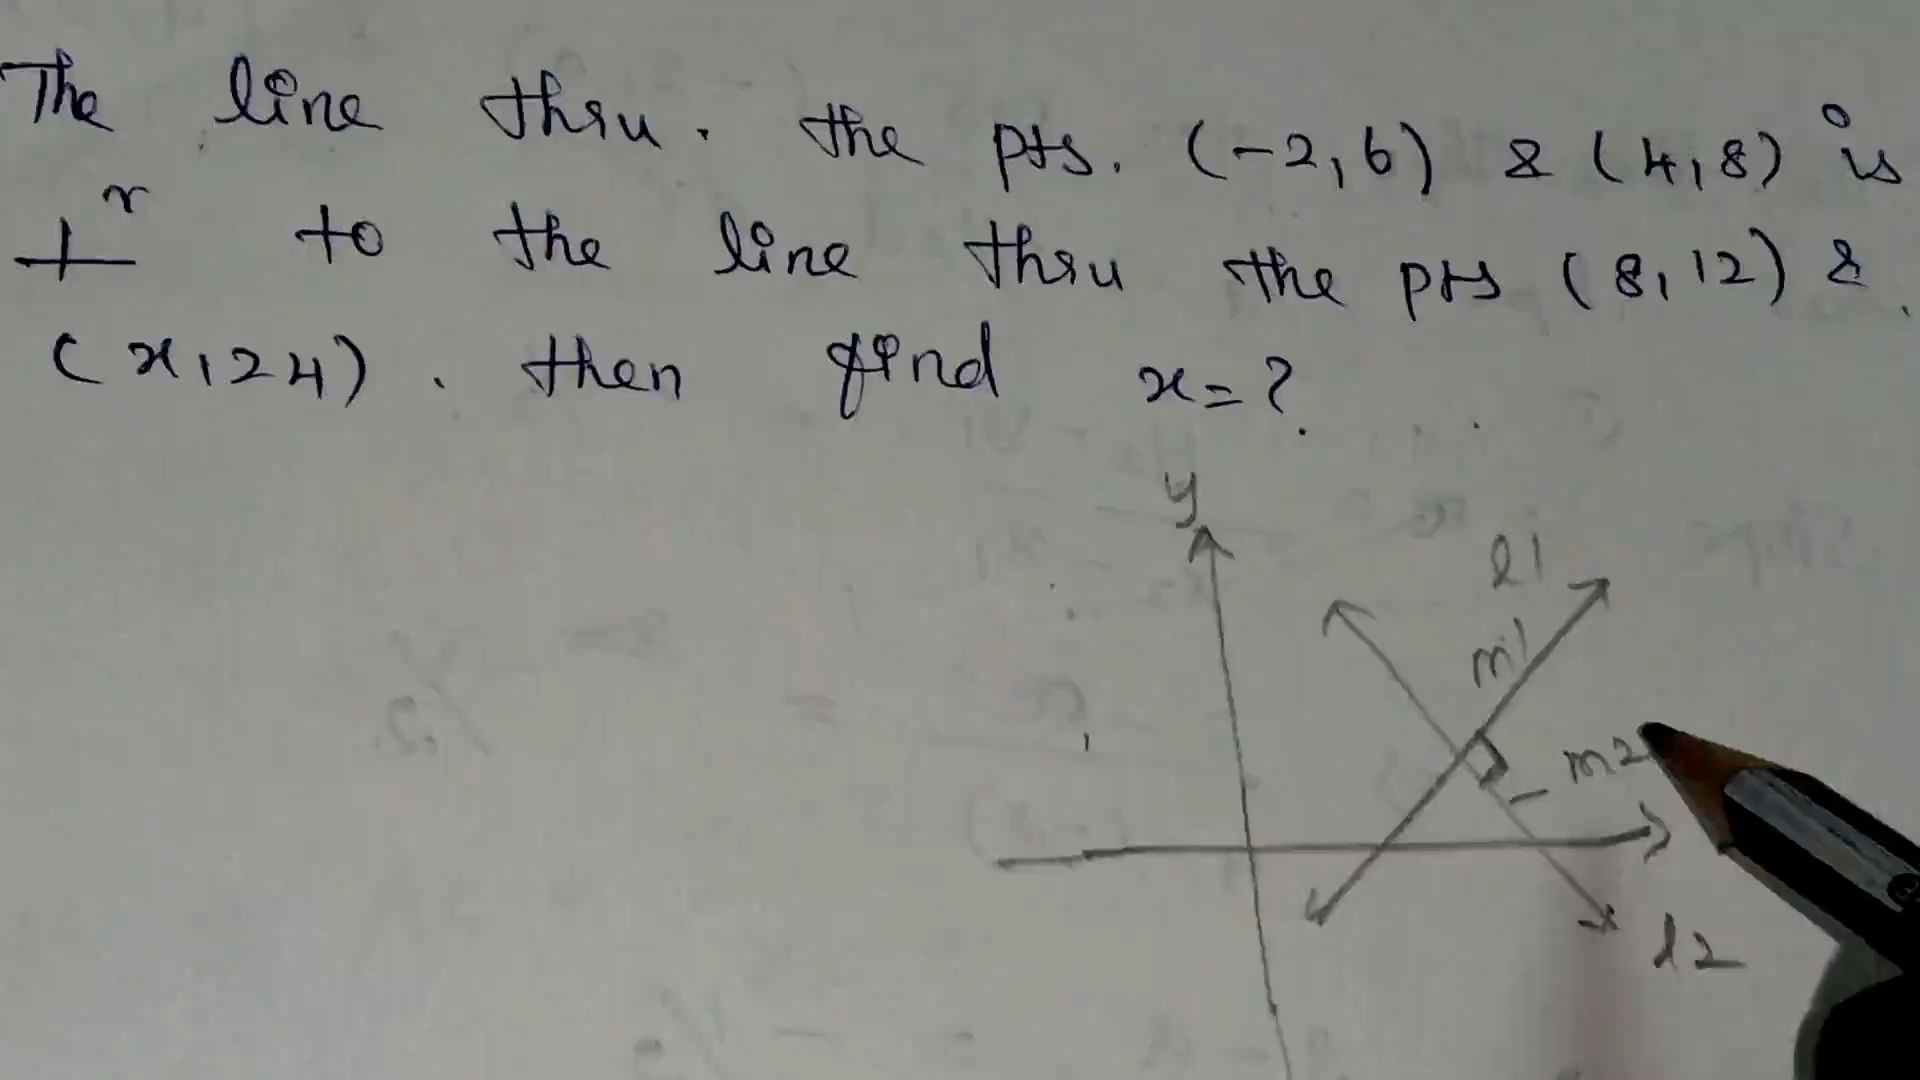 The line thru. the pts. (-2,6) & (4,8) is
⊥r to the line thru the pts (8,12) &
(x,24). then find x=?
y
l1
m1
m2
l2